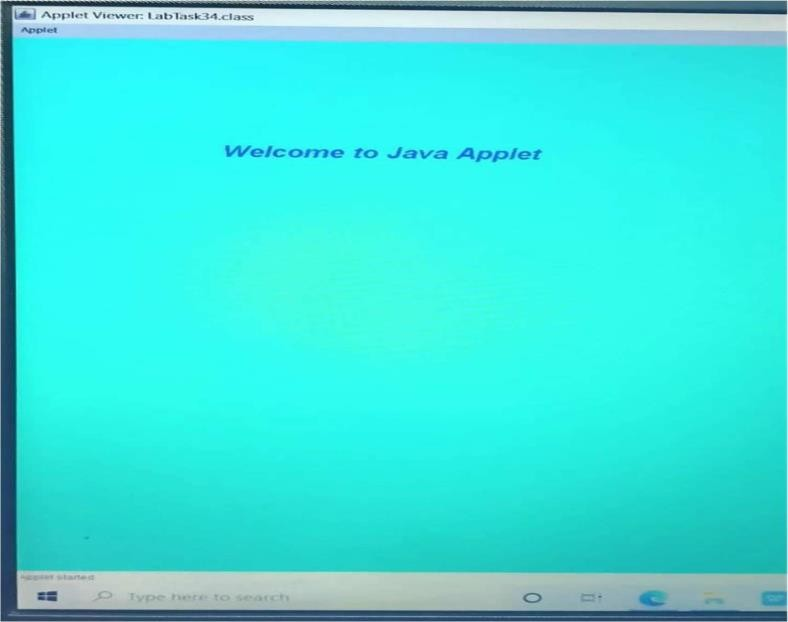 Applet Viewer: LabTask34.class
Applet
Welcome to Java Applet
Applet started
Type here to search